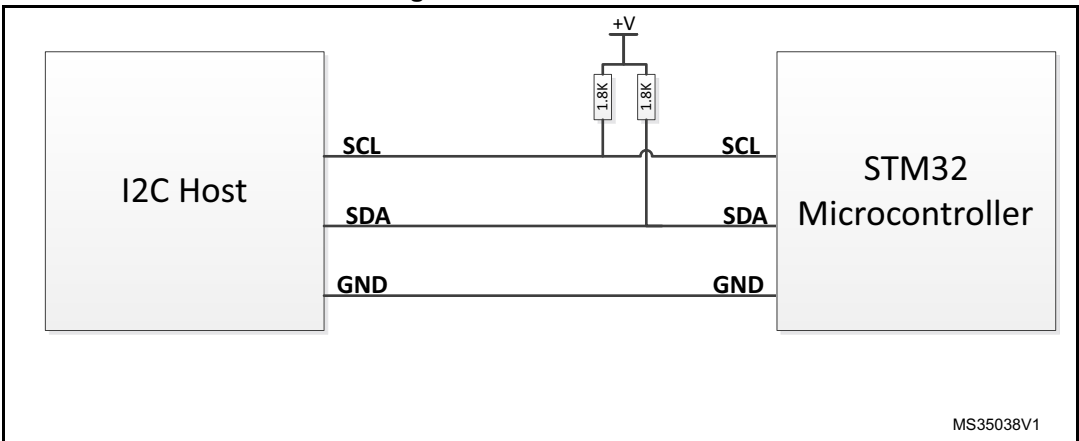 +V
1.8K
1.8K
SCL
SCL
I2C Host
STM32
Microcontroller
SDA
SDA
GND
GND
MS35038V1